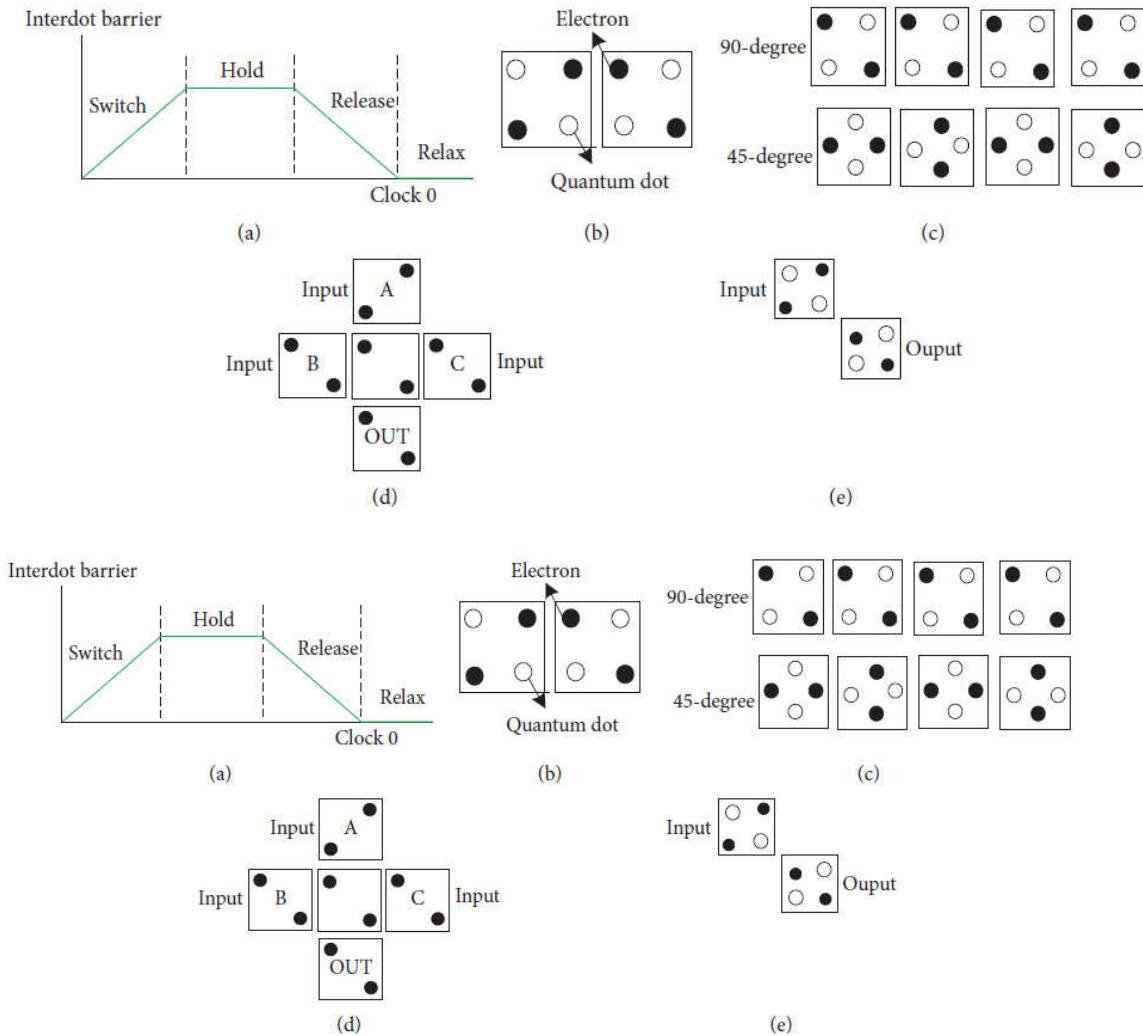 Interdot barrier
Switch
Hold
Release
Relax
Clock 0
(a)
Electron
Quantum dot
(b)
90-degree
45-degree
(c)
Input
A
Input
B
C
Input
OUT
(d)
Input
Ouput
(e)
Interdot barrier
Switch
Hold
Release
Relax
Clock 0
(a)
Electron
Quantum dot
(b)
90-degree
45-degree
(c)
Input
A
Input
B
C
Input
OUT
(d)
Input
Ouput
(e)